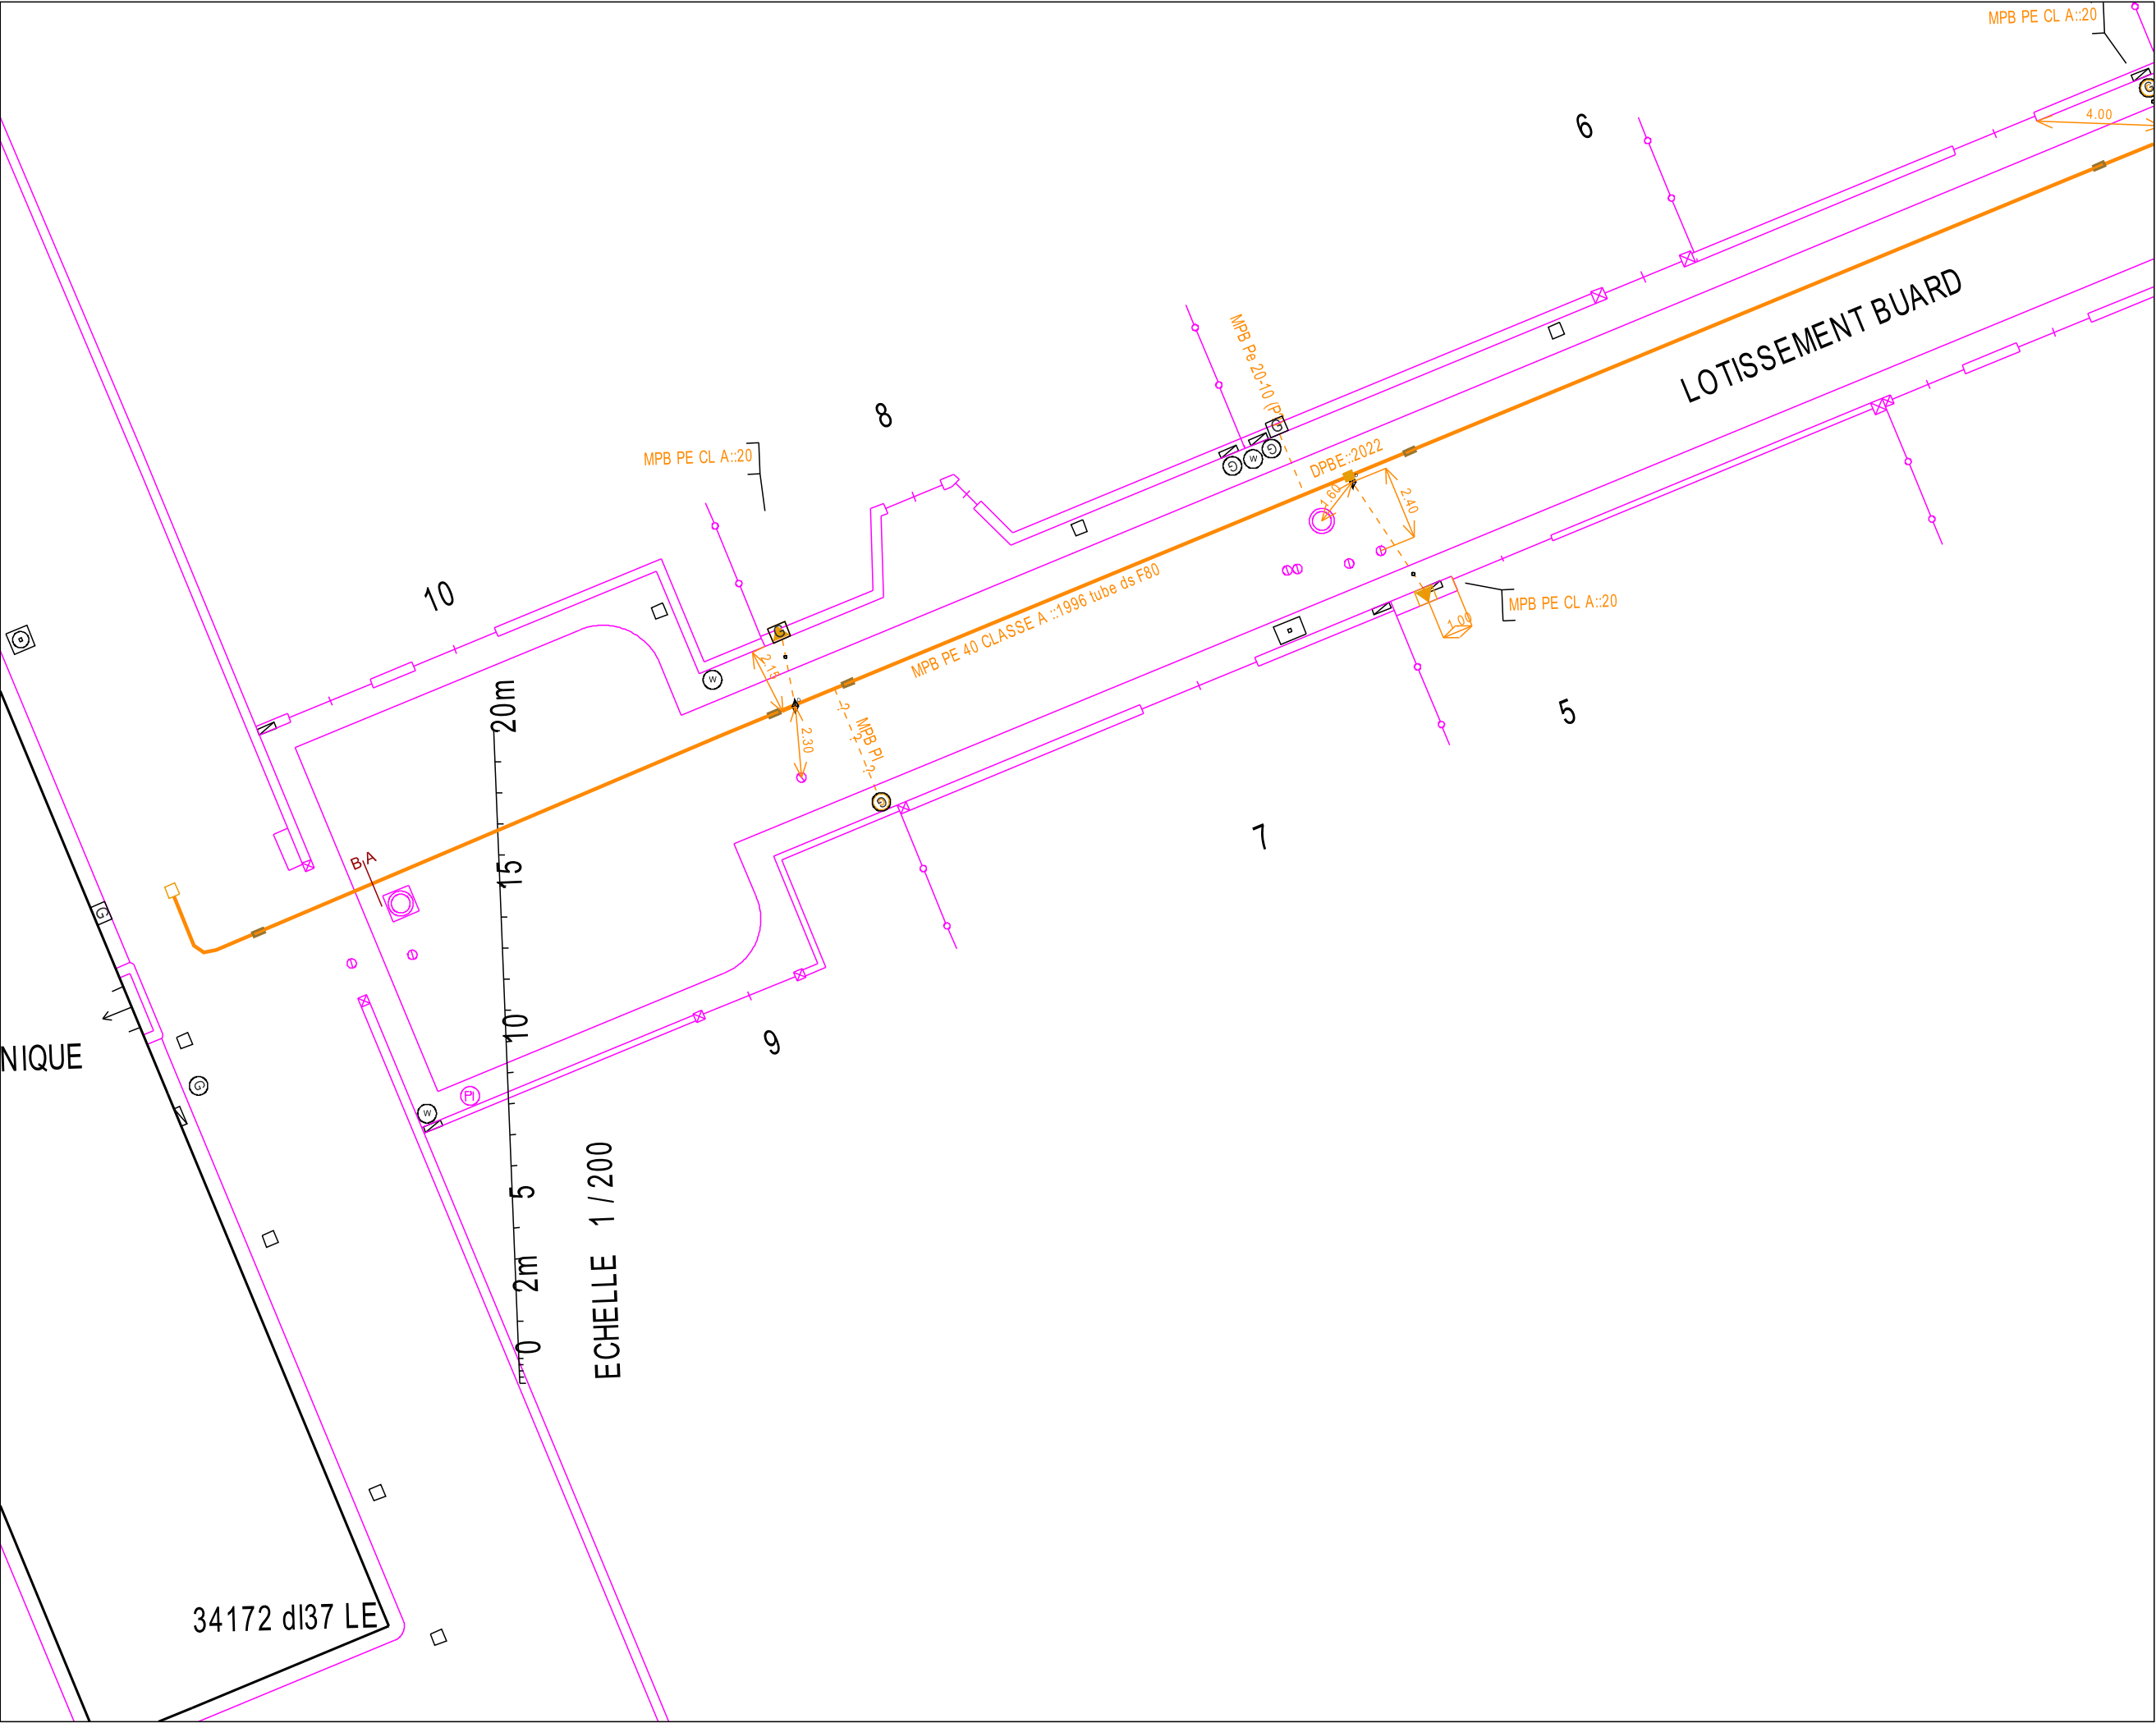 MPB PE CL A::20
G
4.00
6
LOTISSEMENT BUARD
MPB Pe 20-10 (P
G
G
W
G
DPBE::2022
1.60
2.40
8
MPB PE CL A::20
10
G
2.15
W
MPB PE 40 CLASSE A ::1996 tube ds F80
MPB PE CL A::20
1.00
5
2.30
?
MPB PI
?
?
G
7
20m
15
10
5
2m
0
ECHELLE 1 / 200
B A
G
9
NIQUE
G
PI
W
34172 dl37 LE